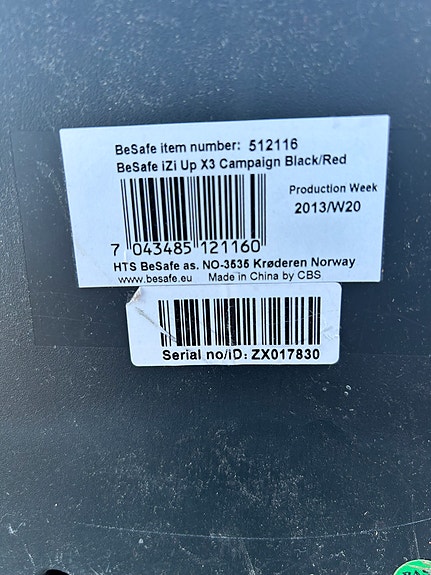 BeSafe item number: 512116
BeSafe iZi Up X3 Campaign Black/Red
Production Week
2013/W20
7 043485 121160
HTS BeSafe as. NO-3535 Krøderen Norway
www.besafe.eu Made in China by CBS
Serial no/ID: ZX017830